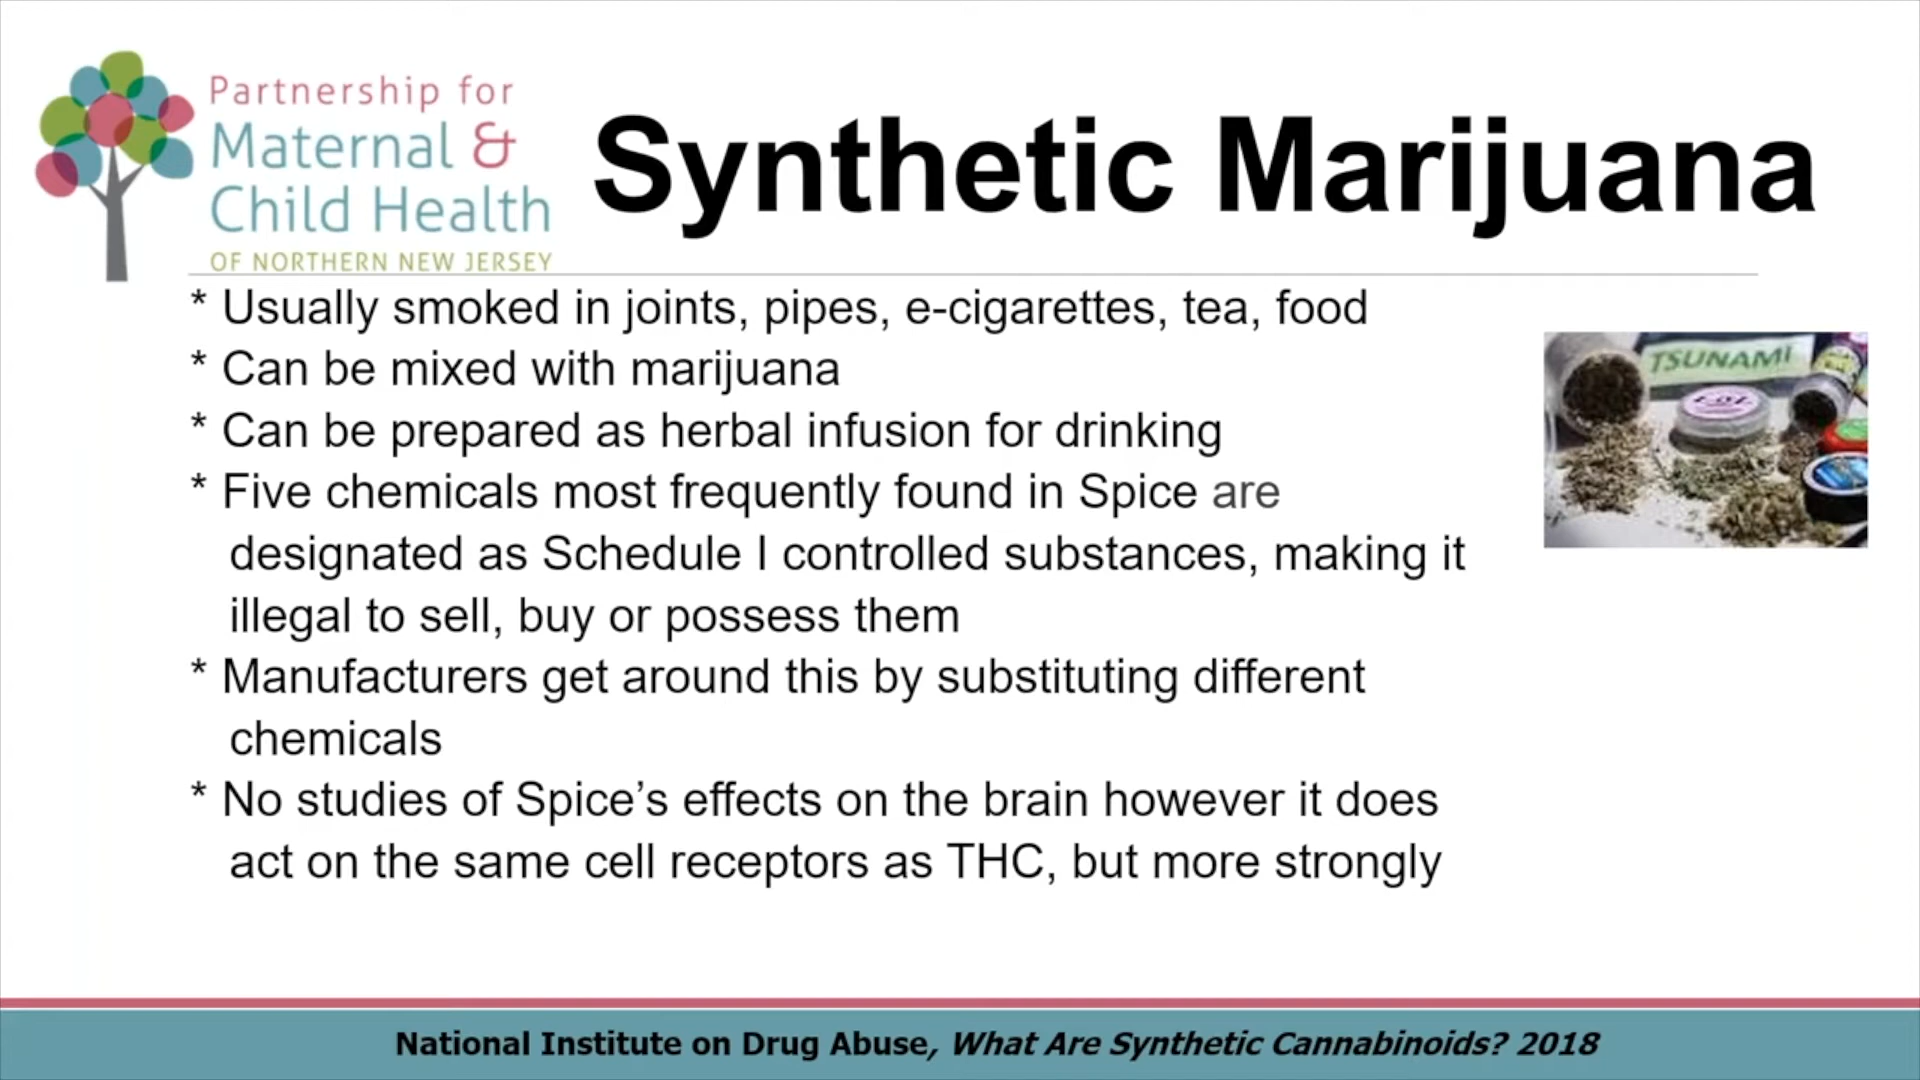 Partnership for
Maternal &
Child Health
OF NORTHERN NEW JERSEY
Synthetic Marijuana
* Usually smoked in joints, pipes, e-cigarettes, tea, food
* Can be mixed with marijuana
* Can be prepared as herbal infusion for drinking
* Five chemicals most frequently found in Spice are
designated as Schedule I controlled substances, making it
illegal to sell, buy or possess them
* Manufacturers get around this by substituting different
chemicals
* No studies of Spice’s effects on the brain however it does
act on the same cell receptors as THC, but more strongly
TSUNAMI
National Institute on Drug Abuse, What Are Synthetic Cannabinoids? 2018